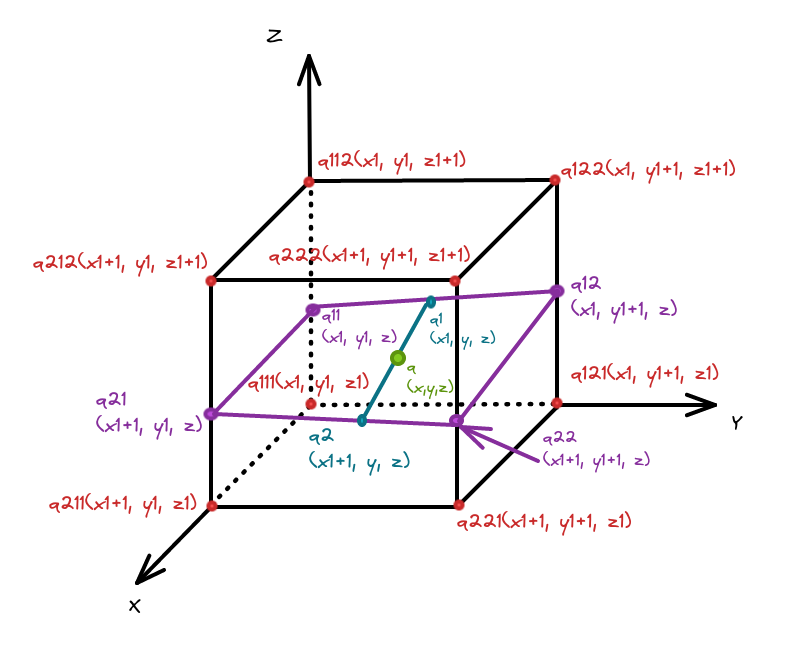 Z
q112(x1, y1, z1+1)
q122(x1, y1+1, z1+1)
q212(x1+1, y1, z1+1)
q222(x1+1, y1+1, z1+1)
q12
(x1, y1+1, z)
q11
(x1, y1, z)
q1
(x1, y, z)
q
(x,y,z)
q111(x1, y1, z1)
q121(x1, y1+1, z1)
q21
(x1+1, y1, z)
Y
q2
(x1+1, y, z)
q22
(x1+1, y1+1, z)
q211(x1+1, y1, z1)
q221(x1+1, y1+1, z1)
X